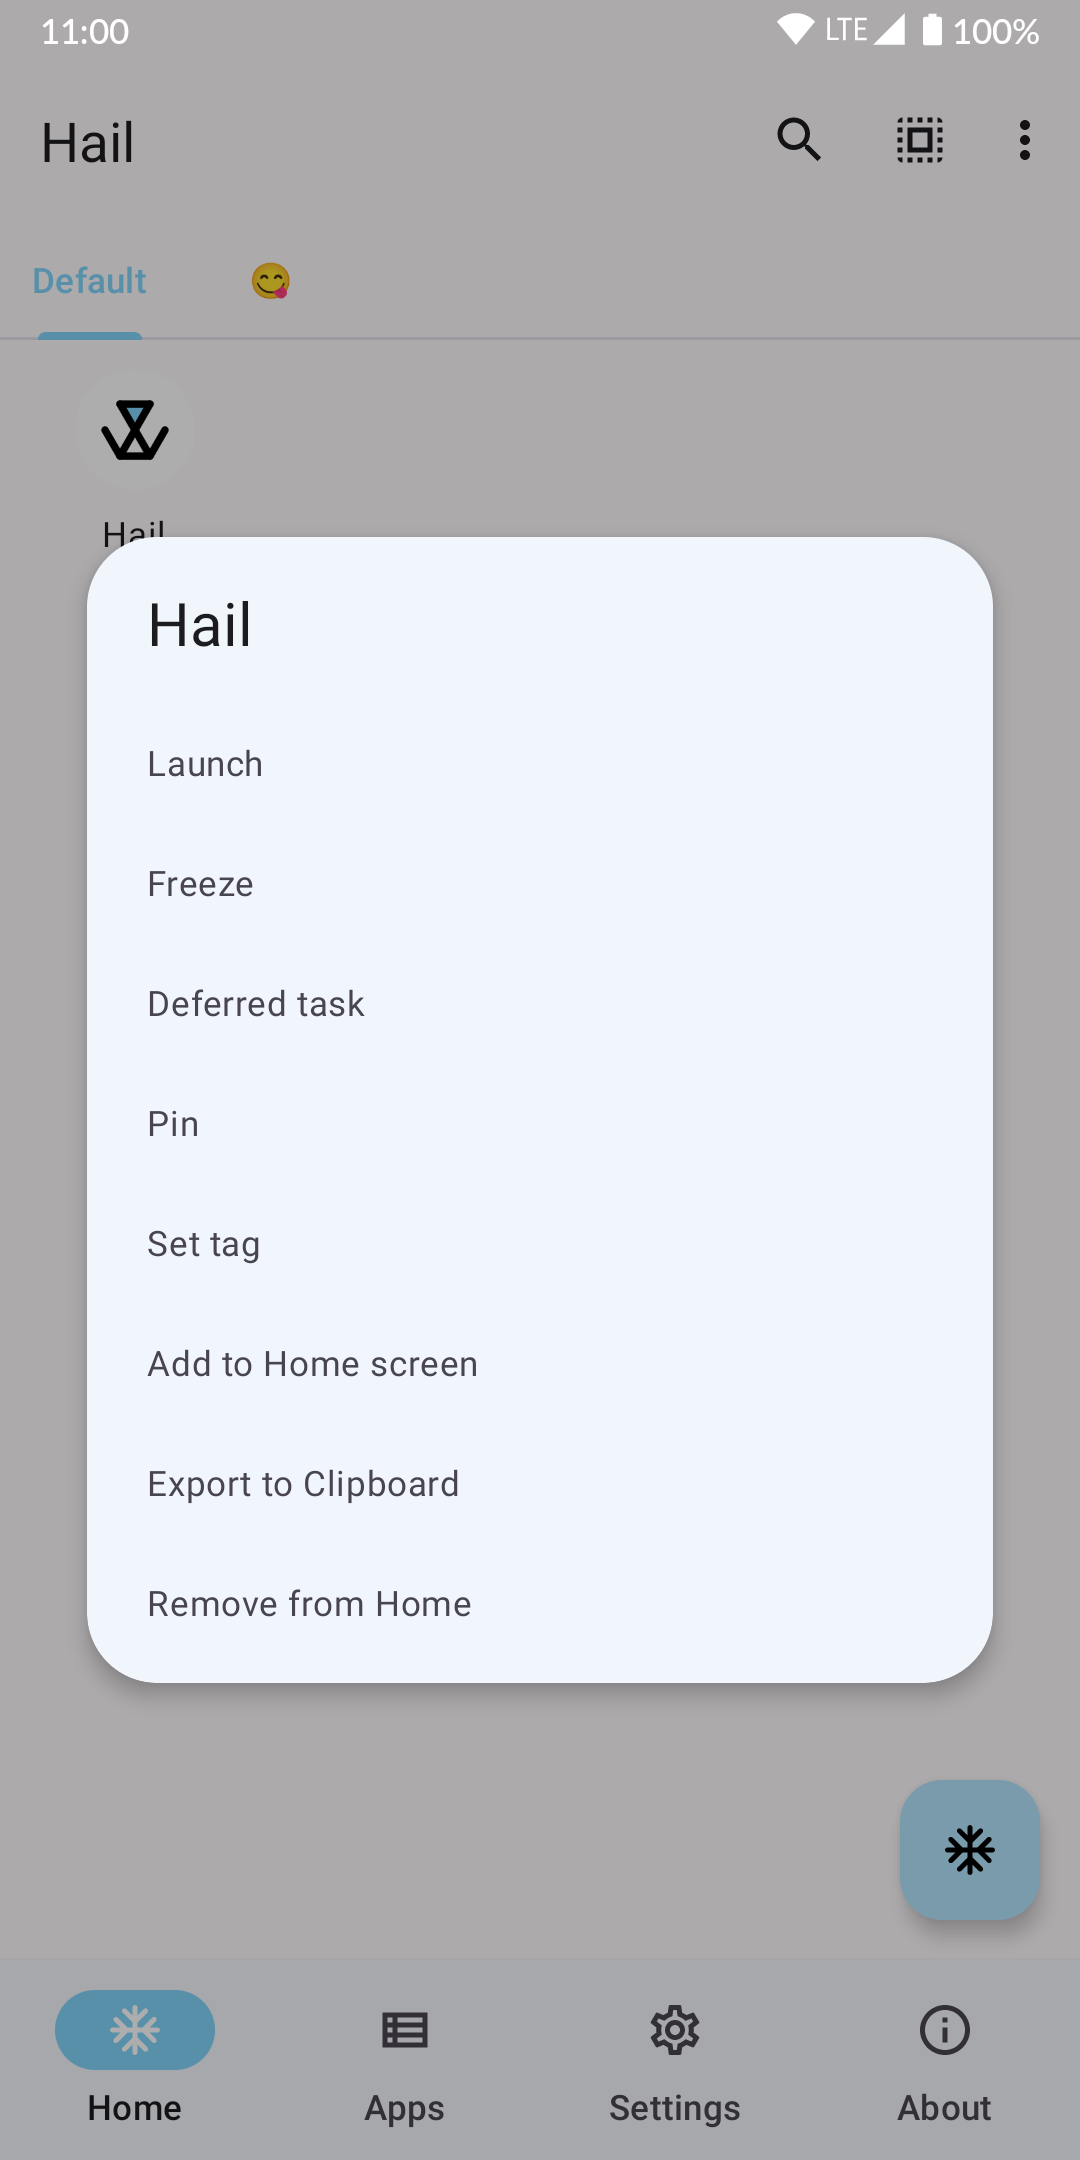 11:00 LTE 100%
Hail
Default 😋
Hail
Hail
Launch
Freeze
Deferred task
Pin
Set tag
Add to Home screen
Export to Clipboard
Remove from Home
Home Apps Settings About